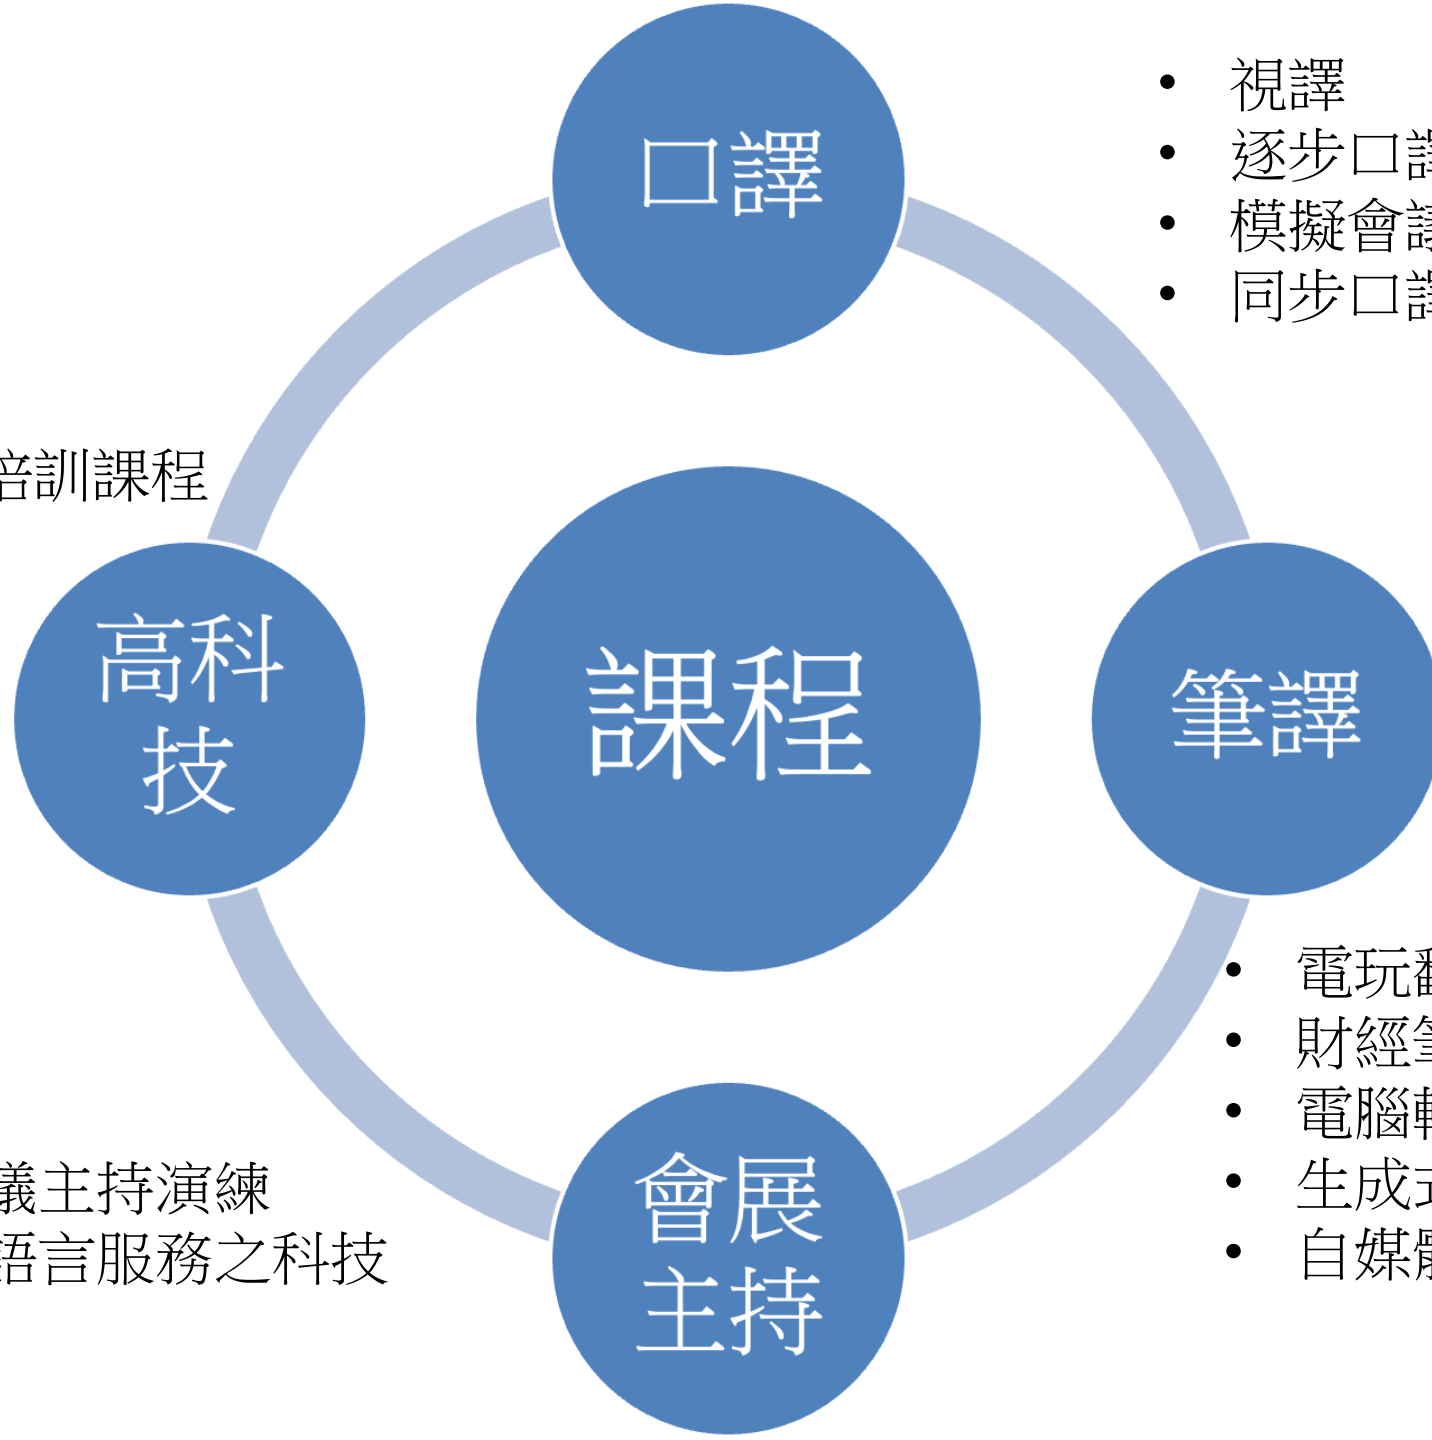 口譯
• 視譯
• 逐步口
• 模擬會
• 同步口
訓課程
高科
技
課程
筆譯
• 電玩
• 財經
• 電腦
• 生成
• 自媒
會展
主持
主持演練
語言服務之科技